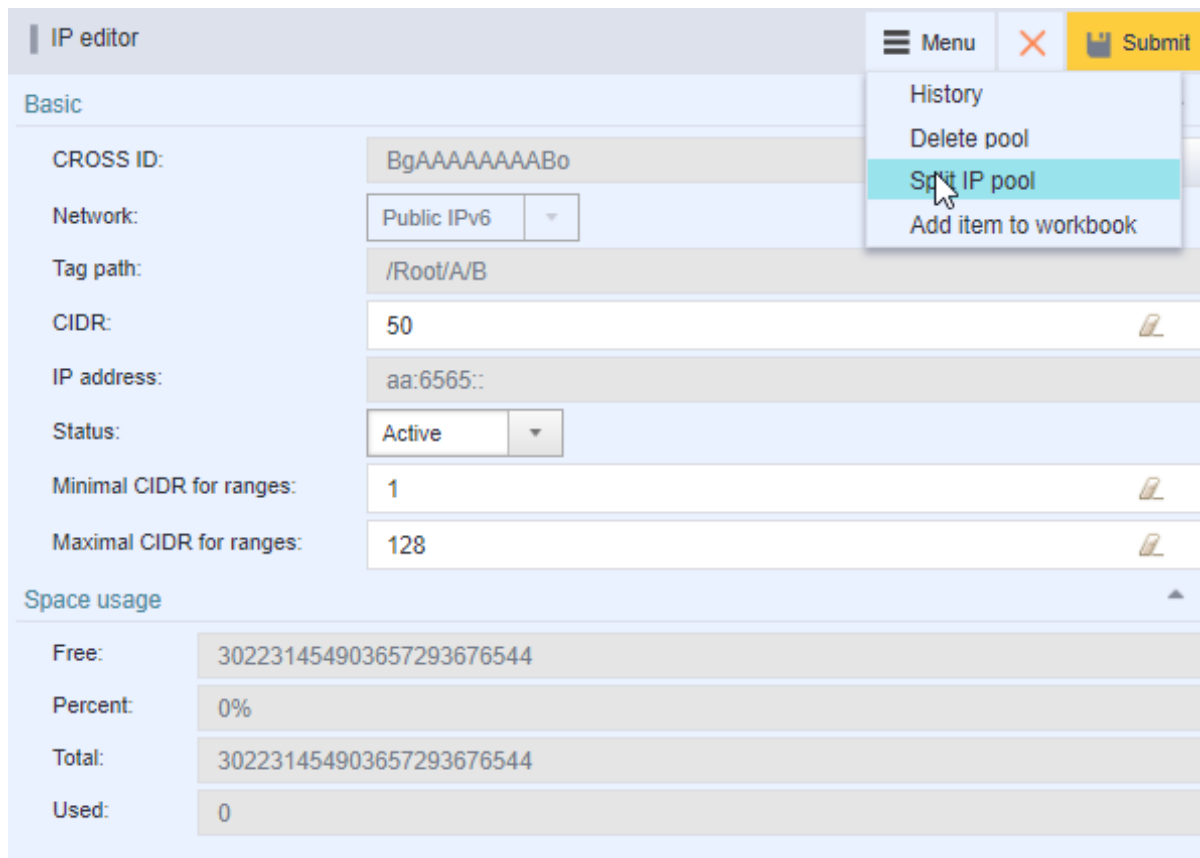 IP editor
Menu
Submit
History
Delete pool
Split IP pool
Add item to workbook
Basic
CROSS ID: BgAAAAAAAABo
Network: Public IPv6
Tag path: /Root/A/B
CIDR: 50
IP address: aa:6565::
Status: Active
Minimal CIDR for ranges: 1
Maximal CIDR for ranges: 128
Space usage
Free: 302231454903657293676544
Percent: 0%
Total: 302231454903657293676544
Used: 0